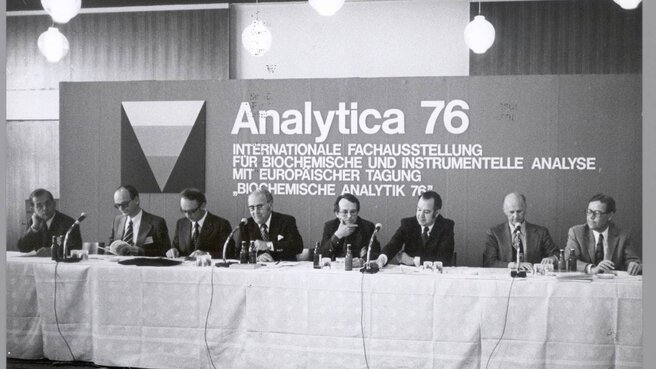 Analytica 76
INTERNATIONALE FACHAUSSTELLUNG
FÜR BIOCHEMISCHE UND INSTRUMENTELLE ANALYSE
MIT EUROPÄISCHER TAGUNG
„BIOCHEMISCHE ANALYTIK 76”